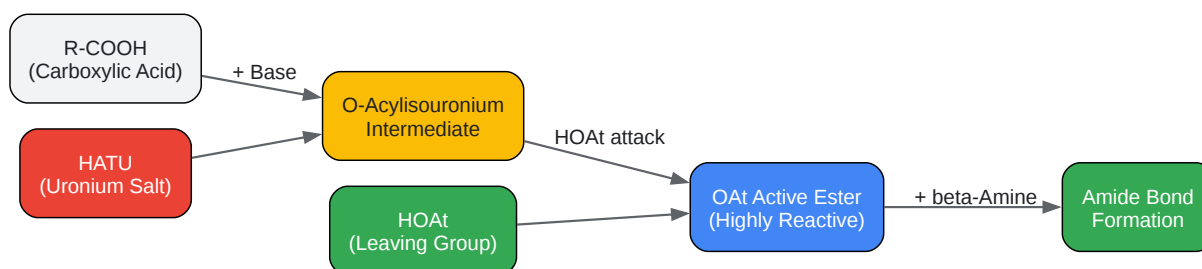 R-COOH
(Carboxylic Acid)
+ Base
HATU
(Uronium Salt)
O-Acylisouronium
Intermediate
HOAt attack
HOAt
(Leaving Group)
OAt Active Ester
(Highly Reactive)
+ beta-Amine
Amide Bond
Formation